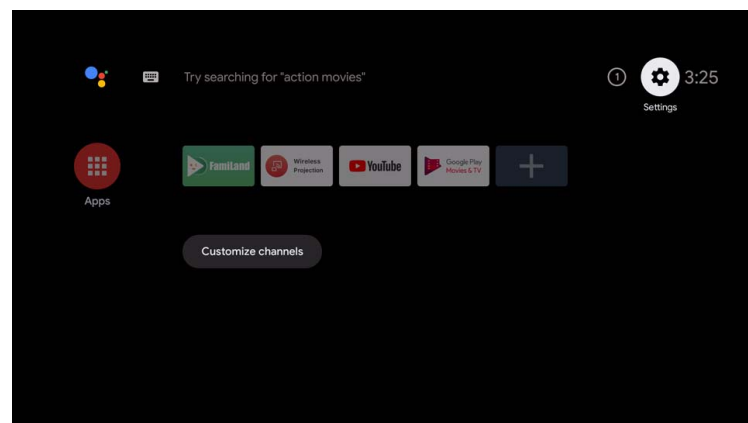 Try searching for "action movies"
1
3:25
Settings
FamiLand
Wireless
Projection
YouTube
Google Play
Movies & TV
Apps
Customize channels